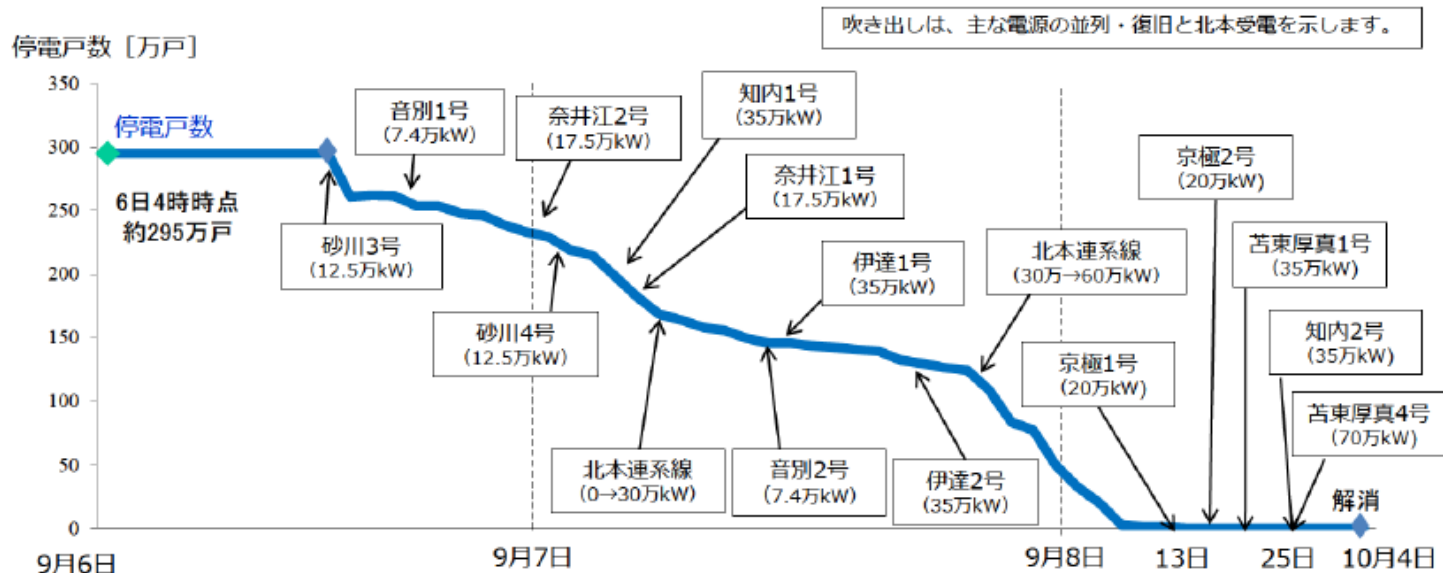 吹き出しは、主な電源の並列・復旧と北本受電を示します。
停電戸数［万戸］
350
300
250
200
150
100
50
0
停電戸数
6日4時時点
約295万戸
砂川3号
(12.5万kW)
音別1号
(7.4万kW)
奈井江2号
(17.5万kW)
砂川4号
(12.5万kW)
知内1号
(35万kW)
奈井江1号
(17.5万kW)
北本連系線
(0→30万kW)
音別2号
(7.4万kW)
伊達1号
(35万kW)
伊達2号
(35万kW)
北本連系線
(30万→60万kW)
京極1号
(20万kW)
京極2号
(20万kW)
苫東厚真1号
(35万kW)
知内2号
(35万kW)
苫東厚真4号
(70万kW)
解消
9月6日
9月7日
9月8日
13日
25日
10月4日